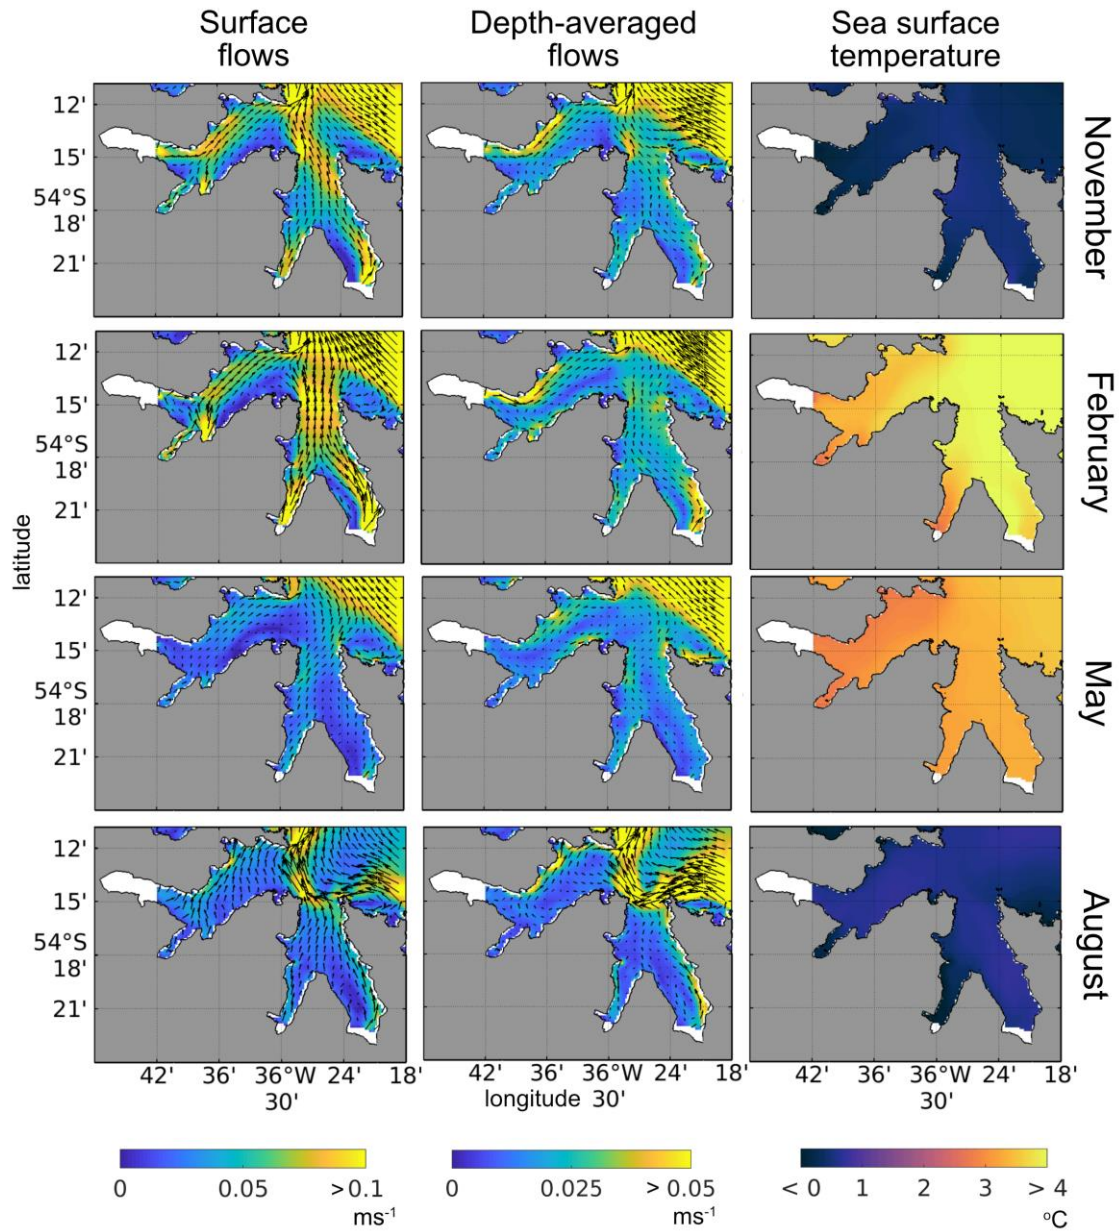 Surface
flows
Depth-averaged
flows
Sea surface
temperature
12'
15'
54°S
18'
21'
November
12'
15'
54°S
18'
21'
February
latitude
12'
15'
54°S
18'
21'
May
12'
15'
54°S
18'
21'
August
42' 36' 36°W 24' 18'
30'
42' 36' 36°W 24' 18'
longitude 30'
42' 36' 36°W 24' 18'
30'
0 0.05 >0.1
ms-1
0 0.025 > 0.05
ms-1
< 0 1 2 3 > 4
°C